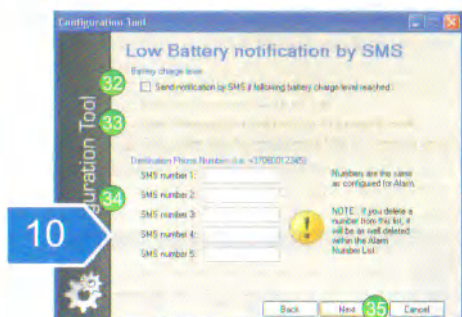 Configuration Tool
Low Battery notification by SMS
Battery charge level
32
Send notification by SMS if following battery charge level reached:
33
Configuration Tool
Destination Phone Numbers (i.e. +37060012345)
SMS number 1:
Numbers are the same
as configured for Alarm
34
SMS number 2:
SMS number 3:
NOTE: If you delete a
number from this list, it
will be as well deleted
within the Alarm
Number List.
10
SMS number 4:
SMS number 5:
Back
Next
35
Cancel